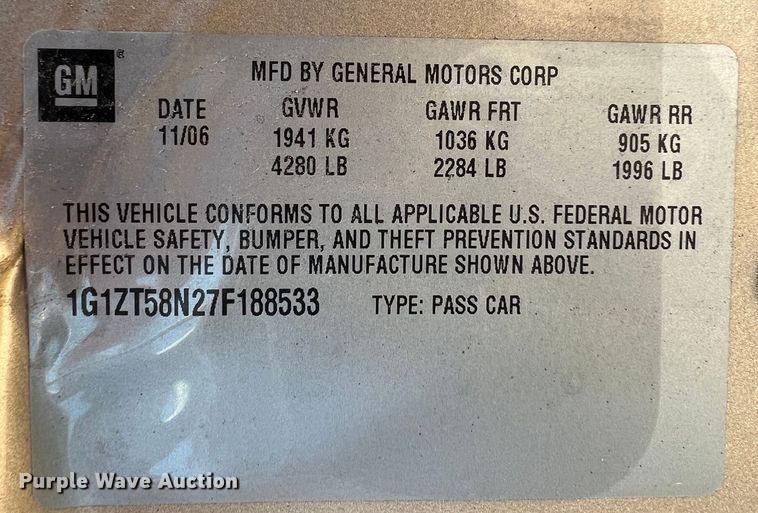 GM ®
MFD BY GENERAL MOTORS CORP
DATE GVWR GAWR FRT GAWR RR
11/06 1941 KG 1036 KG 905 KG
4280 LB 2284 LB 1996 LB
THIS VEHICLE CONFORMS TO ALL APPLICABLE U.S. FEDERAL MOTOR
VEHICLE SAFETY, BUMPER, AND THEFT PREVENTION STANDARDS IN
EFFECT ON THE DATE OF MANUFACTURE SHOWN ABOVE.
1G1ZT58N27F188533 TYPE: PASS CAR
Purple Wave Auction